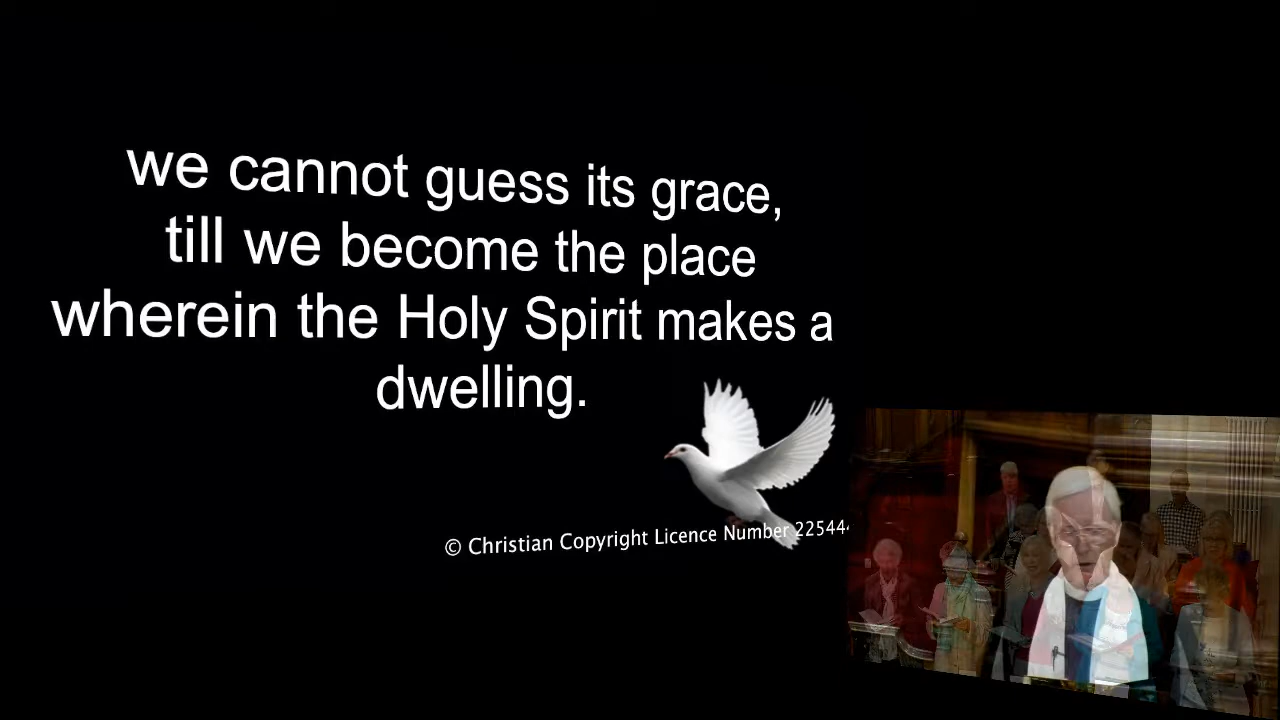 we cannot guess its grace,
till we become the place
wherein the Holy Spirit makes a
dwelling.
© Christian Copyright Licence Number 22544